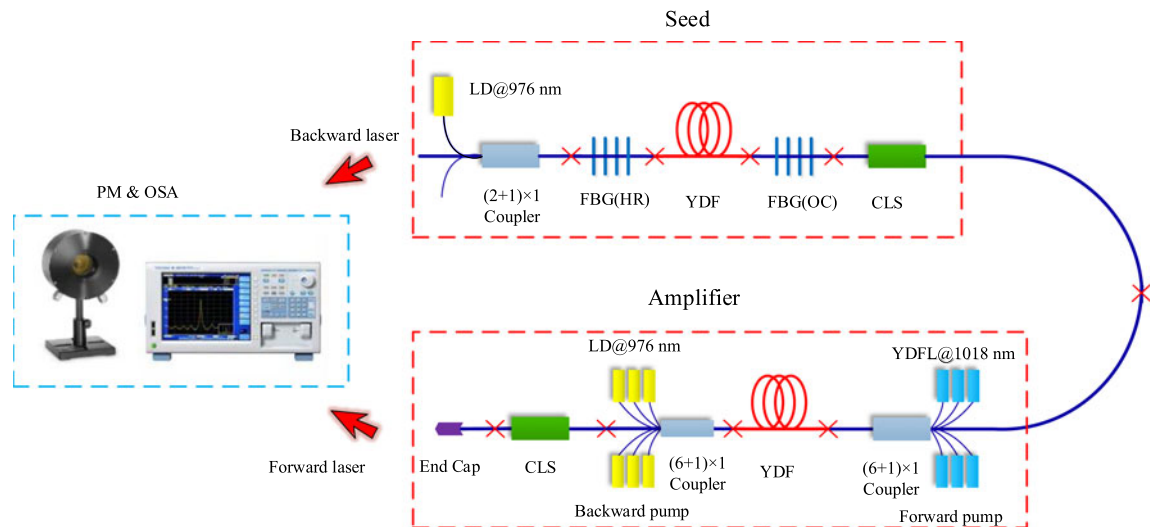 Seed
LD@976 nm
Backward laser
(2+1)×1
Coupler
FBG(HR)
YDF
FBG(OC)
CLS
PM & OSA
Amplifier
LD@976 nm
YDFL@1018 nm
End Cap
CLS
(6+1)×1
Coupler
YDF
(6+1)×1
Coupler
Forward laser
Backward pump
Forward pump